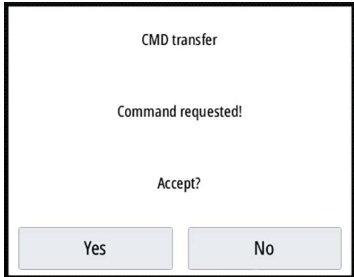 CMD transfer
Command requested!
Accept?
Yes
No